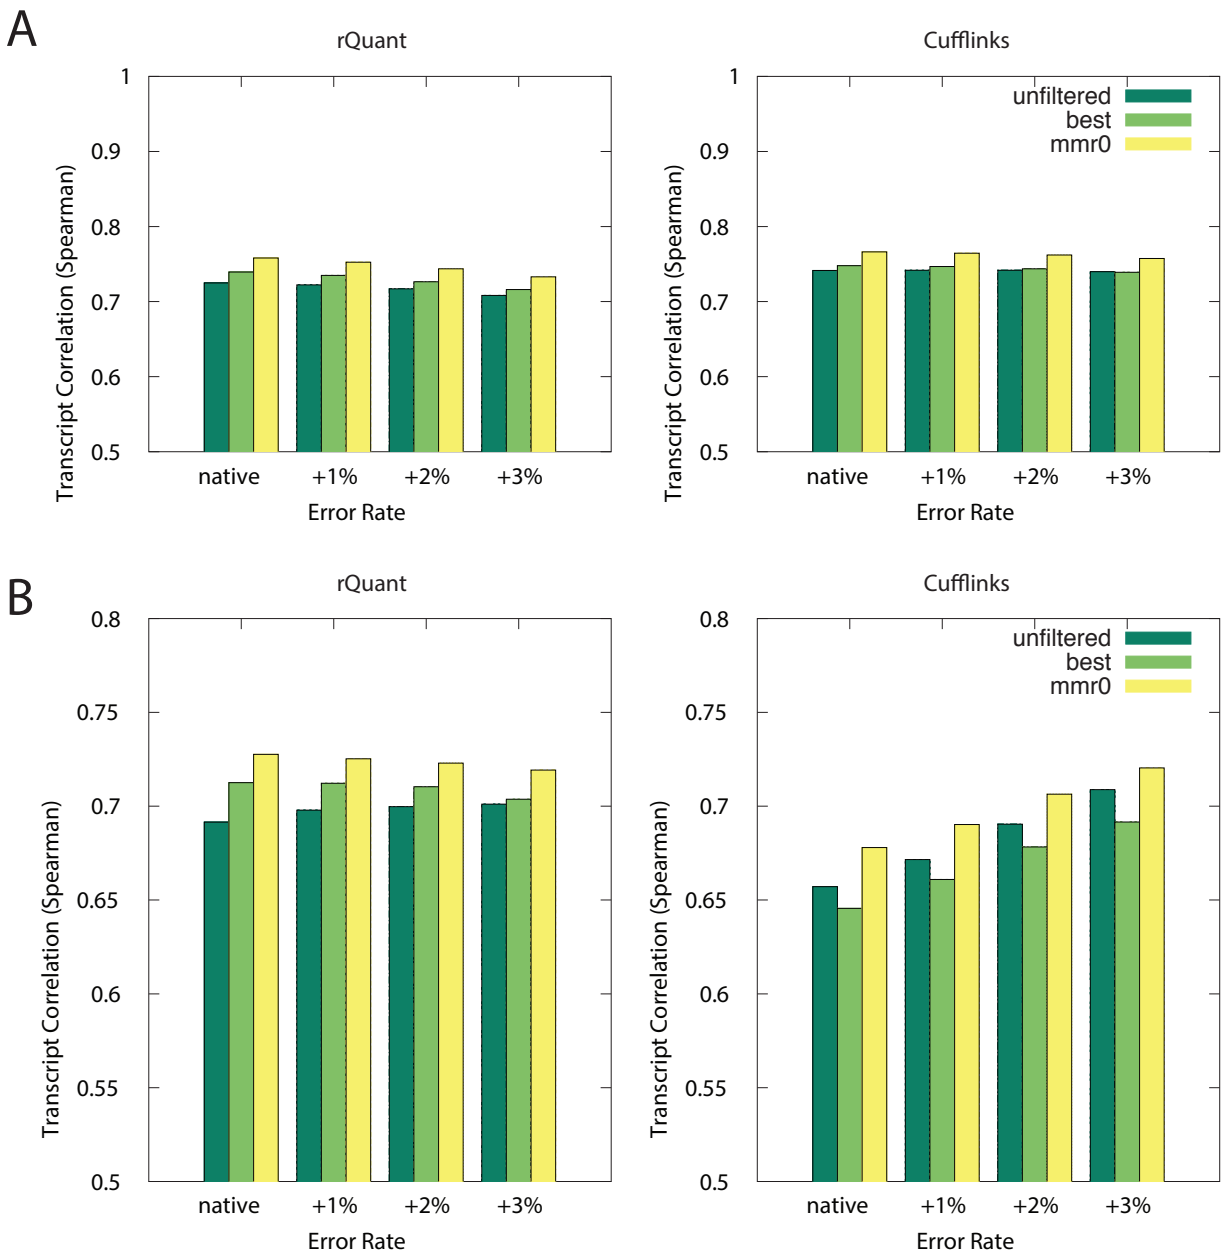 A
rQuant
Transcript Correlation (Spearman)
1
0.9
0.8
0.7
0.6
0.5
native +1% +2% +3%
Error Rate
Cufflinks
Transcript Correlation (Spearman)
1
0.9
0.8
0.7
0.6
0.5
unfiltered
best
mmr0
native +1% +2% +3%
Error Rate
B
rQuant
Transcript Correlation (Spearman)
0.8
0.75
0.7
0.65
0.6
0.55
0.5
native +1% +2% +3%
Error Rate
Cufflinks
Transcript Correlation (Spearman)
0.8
0.75
0.7
0.65
0.6
0.55
0.5
unfiltered
best
mmr0
native +1% +2% +3%
Error Rate